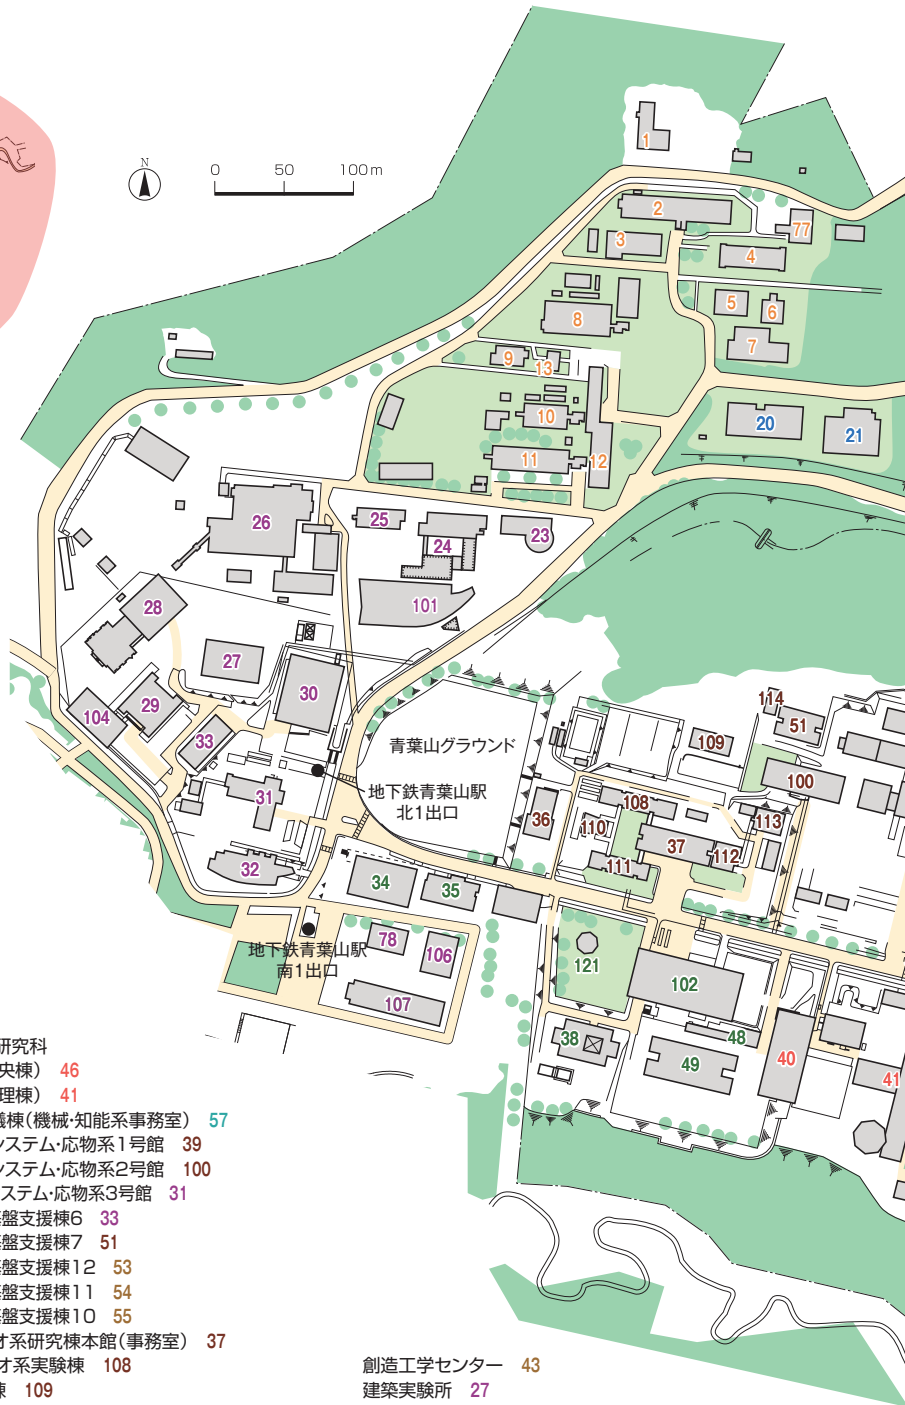 N
0 50 100m
1
2
77
3
4
5
6
8
7
9
13
10
20
21
11
12
25
23
26
24
101
28
27
30
114
29
51
104
33
青葉山グラウンド
109
100
地下鉄青葉山駅
北1出口
31
108
36
113
110
37
112
111
32
34
35
78
地下鉄青葉山駅
南1出口
106
121
102
107
38
48
49
40
41
研究科
央棟) 46
理棟) 41
議棟(機械・知能系事務室) 57
システム・応物系1号館 39
システム・応物系2号館 100
システム・応物系3号館 31
盤支援棟6 33
盤支援棟7 51
盤支援棟12 53
盤支援棟11 54
盤支援棟10 55
オ系研究棟本館(事務室) 37
オ系実験棟 108
棟 109
創造工学センター 43
建築実験所 27